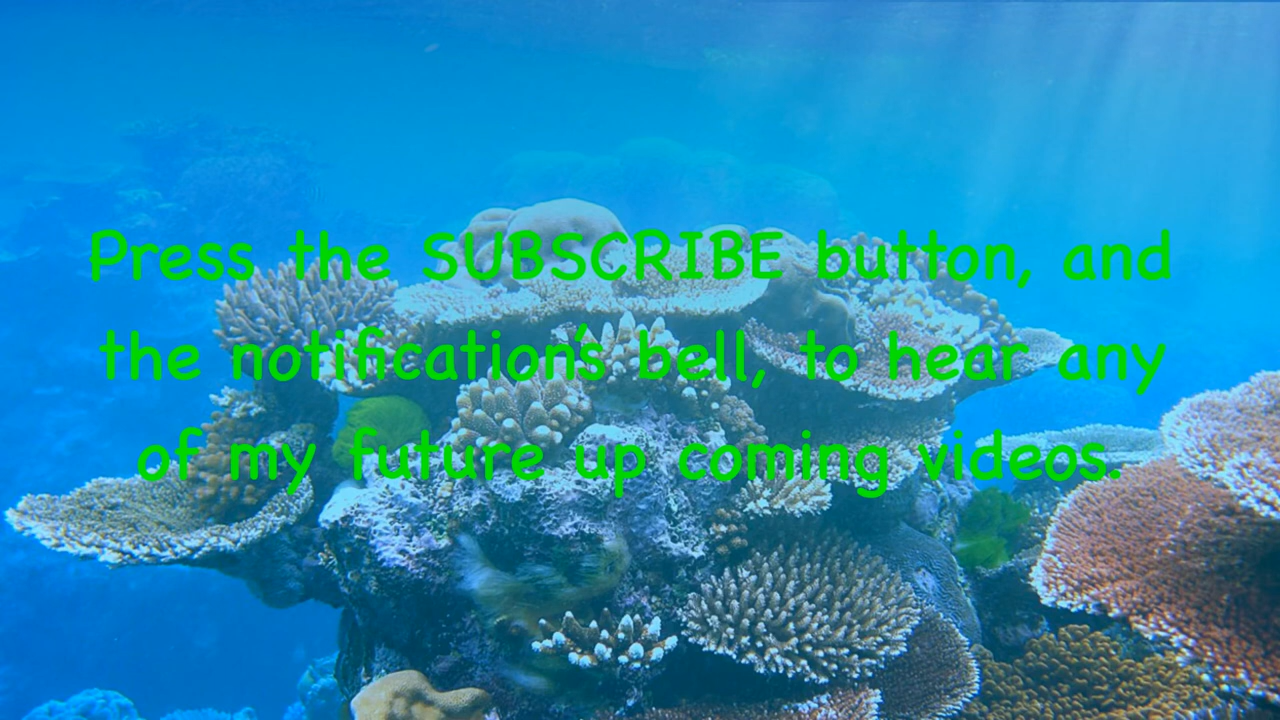 Press the SUBSCRIBE button, and
the notification's bell, to hear any
of my future up coming videos.